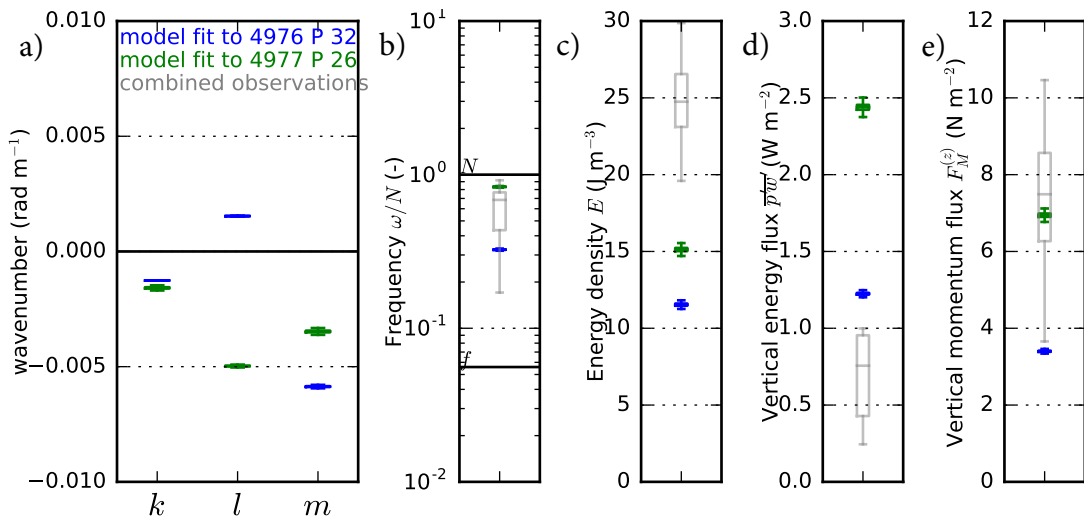 a)
model fit to 4976 P 32
model fit to 4977 P 26
combined observations
wavenumber (rad m⁻¹)
0.010
0.005
0.000
−0.005
−0.010
k l m
b)
Frequency ω/N (-)
10⁰
10⁻¹
10⁻²
N
f
c)
Energy density E (J m⁻³)
30
25
20
15
10
5
0
d)
Vertical energy flux p′w′ (W m⁻²)
3.0
2.5
2.0
1.5
1.0
0.5
0.0
e)
Vertical momentum flux F_M^(z) (N m⁻²)
12
10
8
6
4
2
0